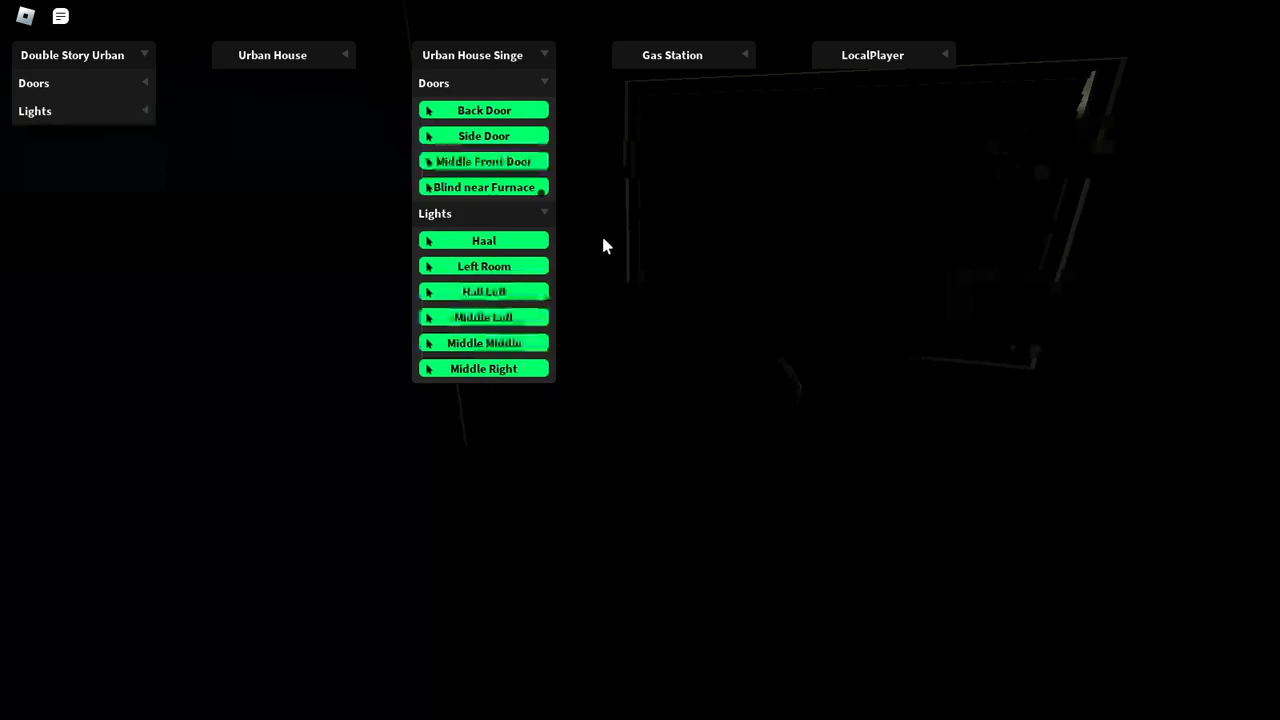 Double Story Urban
Doors
Lights
Urban House
Urban House Singe
Doors
Back Door
Side Door
Middle Front Door
Blind near Furnace
Lights
Haal
Left Room
Middle
Middle
Middle Right
Gas Station
LocalPlayer